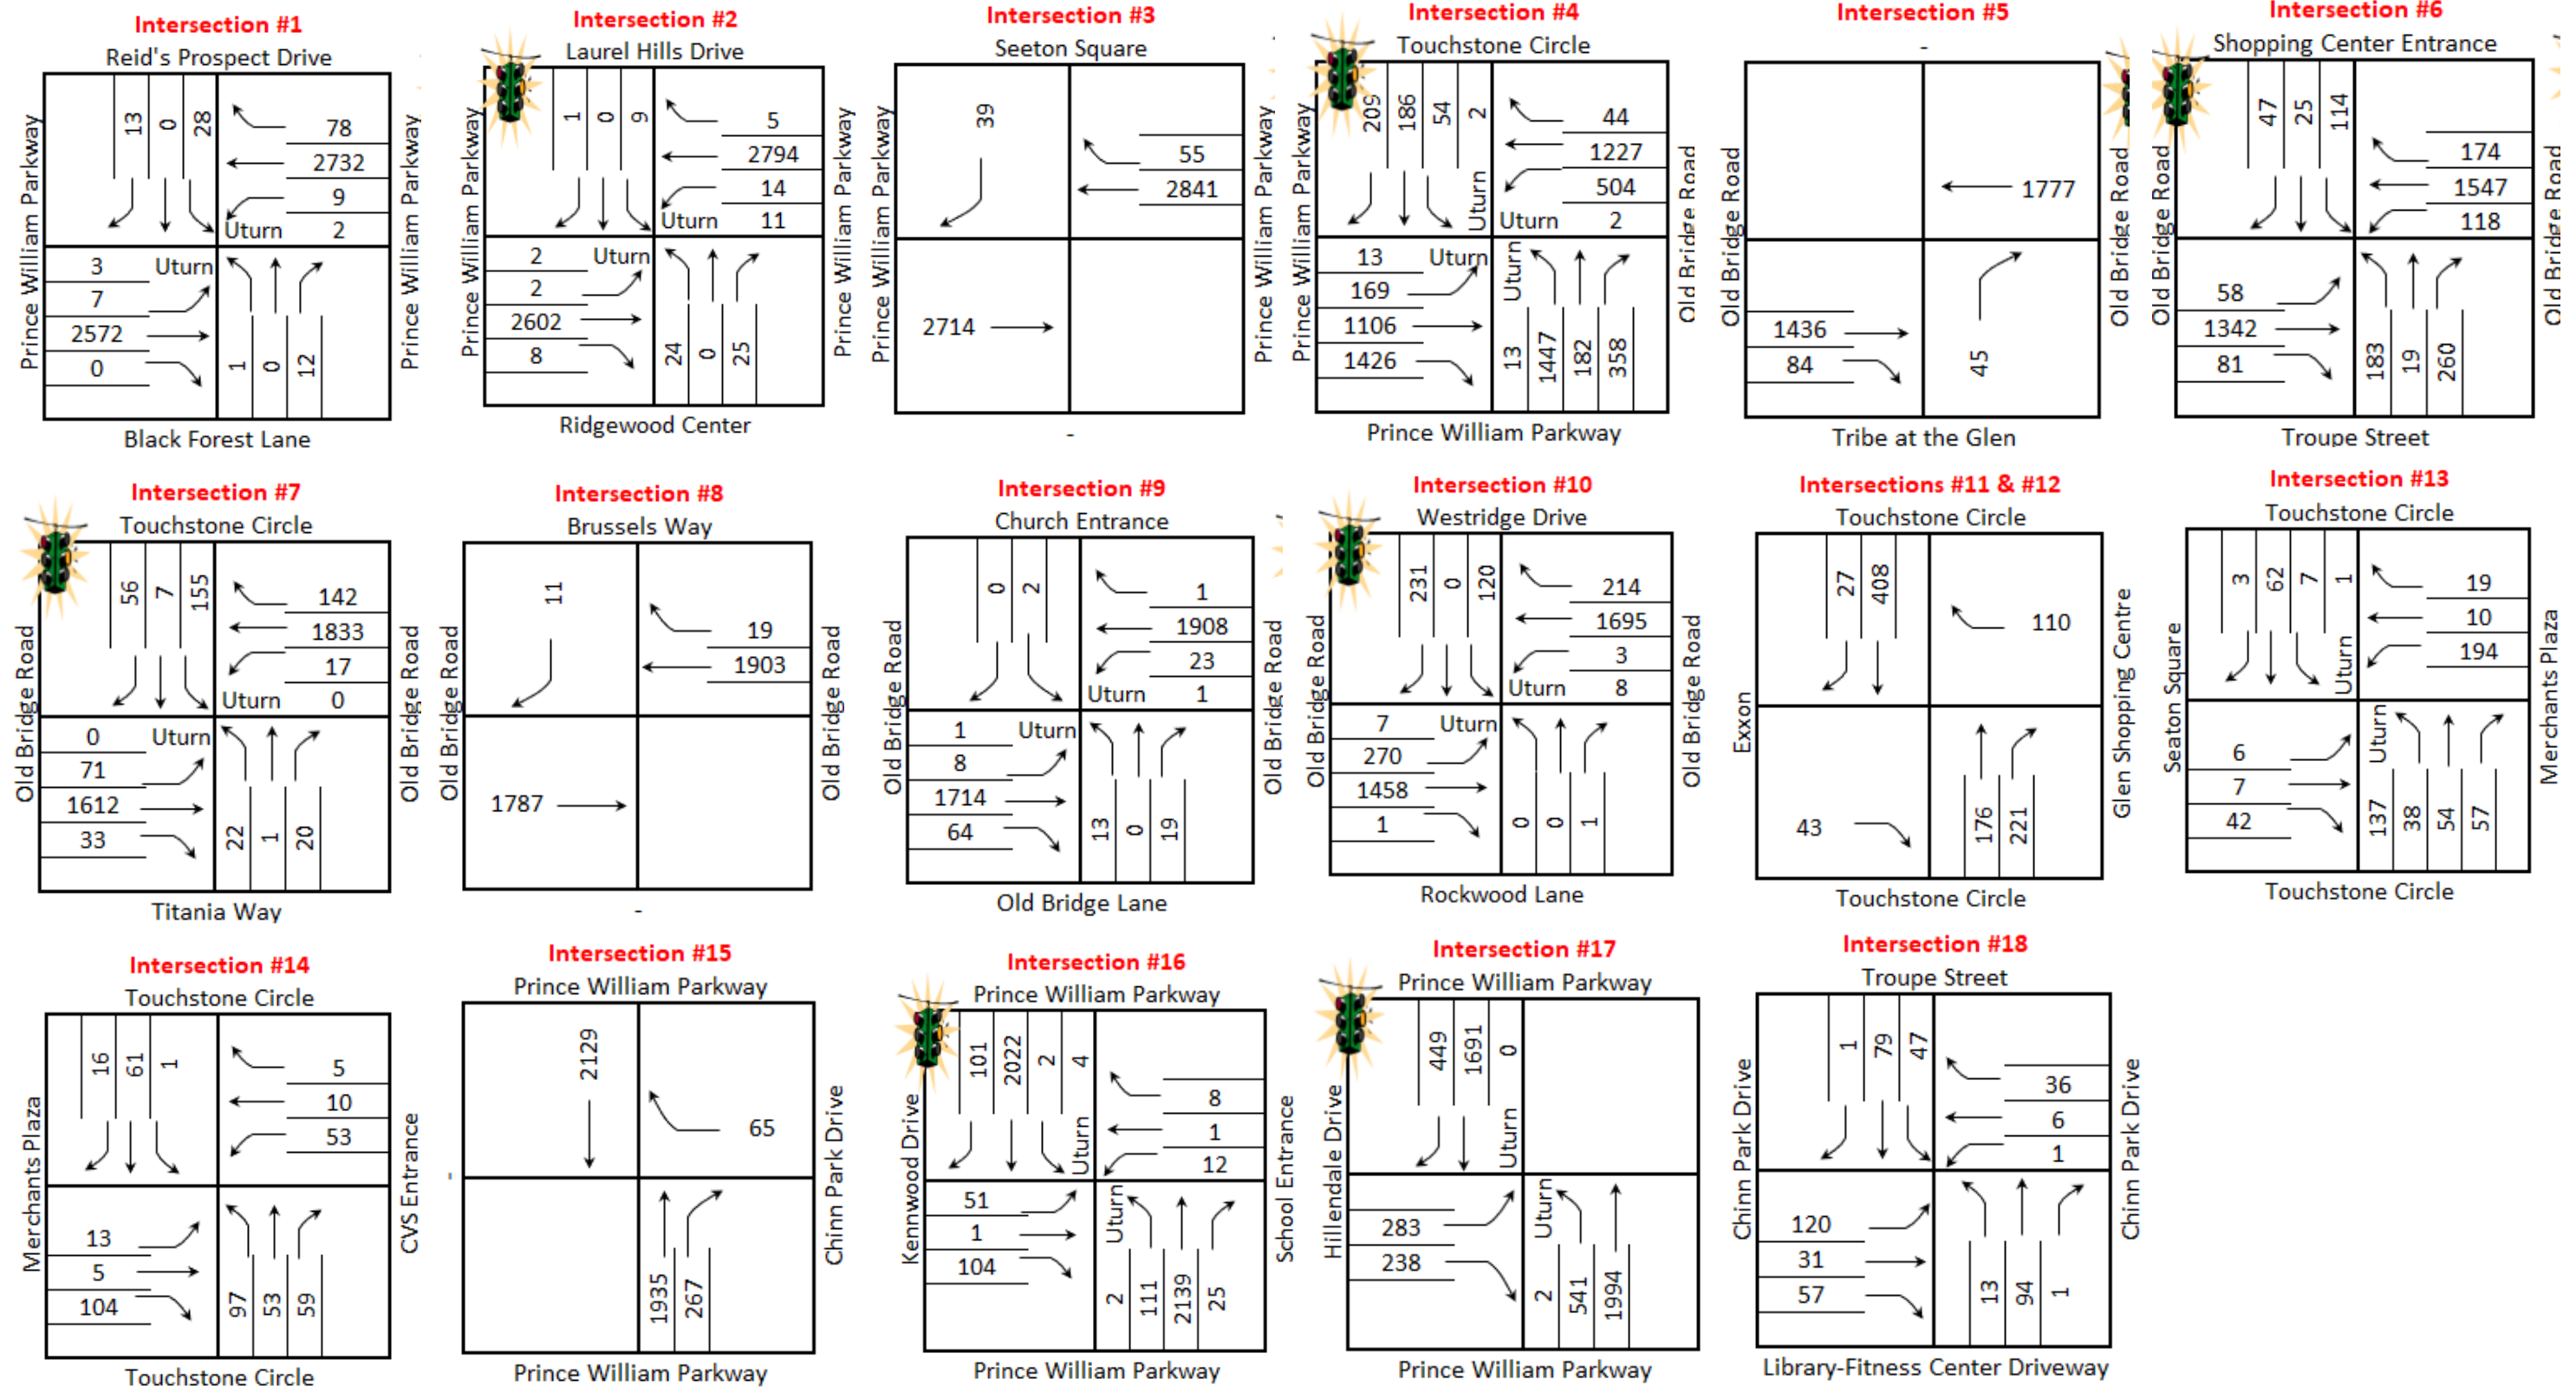 Intersection #1
Reid's Prospect Drive
Prince William Parkway
13 0 28
78
2732
9
Uturn 2
3 Uturn
7
2572
0
1 0 12
Prince William Parkway
Black Forest Lane
Intersection #2
Laurel Hills Drive
Prince William Parkway
1 0 9
5
2794
14
Uturn 11
2 Uturn
2
2602
8
24 0 25
Prince William Parkway
Ridgewood Center
Intersection #3
Seeton Square
Prince William Parkway
39
55
2841
2714
Prince William Parkway
-
Intersection #4
Touchstone Circle
Prince William Parkway
209 186 54 2
Uturn
44
1227
504
Uturn 2
13 Uturn
169
1106
1426
Uturn
13 1447 182 358
Old Bridge Road
Prince William Parkway
Intersection #5
-
Old Bridge Road
1777
1436
84
45
Old Bridge Road
Tribe at the Glen
Intersection #6
Shopping Center Entrance
Old Bridge Road
47 25 114
174
1547
118
58
1342
81
183 19 260
Old Bridge Road
Troupe Street
Intersection #7
Touchstone Circle
Old Bridge Road
56 7 155
142
1833
17
Uturn 0
0 Uturn
71
1612
33
22 1 20
Old Bridge Road
Titania Way
Intersection #8
Brussels Way
Old Bridge Road
11
19
1903
1787
Old Bridge Road
-
Intersection #9
Church Entrance
Old Bridge Road
0 2
1
1908
23
Uturn 1
1 Uturn
8
1714
64
13 0 19
Old Bridge Road
Old Bridge Lane
Intersection #10
Westridge Drive
Old Bridge Road
231 0 120
214
1695
3
Uturn 8
7 Uturn
270
1458
1
0 0 1
Old Bridge Road
Rockwood Lane
Intersections #11 & #12
Touchstone Circle
Exxon
27 408
110
43
176 221
Glen Shopping Centre
Touchstone Circle
Intersection #13
Touchstone Circle
Seaton Square
3 62 7 1
Uturn
19
10
194
6
7
42
Uturn
137 38 54 57
Merchants Plaza
Touchstone Circle
Intersection #14
Touchstone Circle
Merchants Plaza
16 61 1
5
10
53
13
5
104
97 53 59
CVS Entrance
Touchstone Circle
Intersection #15
Prince William Parkway
-
2129
65
1935 267
Chinn Park Drive
Prince William Parkway
Intersection #16
Prince William Parkway
Kennwood Drive
101 2022 2 4
Uturn
8
1
12
51
1
104
Uturn
2 111 2139 25
School Entrance
Prince William Parkway
Intersection #17
Prince William Parkway
Hillendale Drive
449 1691 0
Uturn
283
238
Uturn
2 541 1994
Prince William Parkway
Intersection #18
Troupe Street
Chinn Park Drive
1 79 47
36
6
1
120
31
57
13 94 1
Chinn Park Drive
Library-Fitness Center Driveway